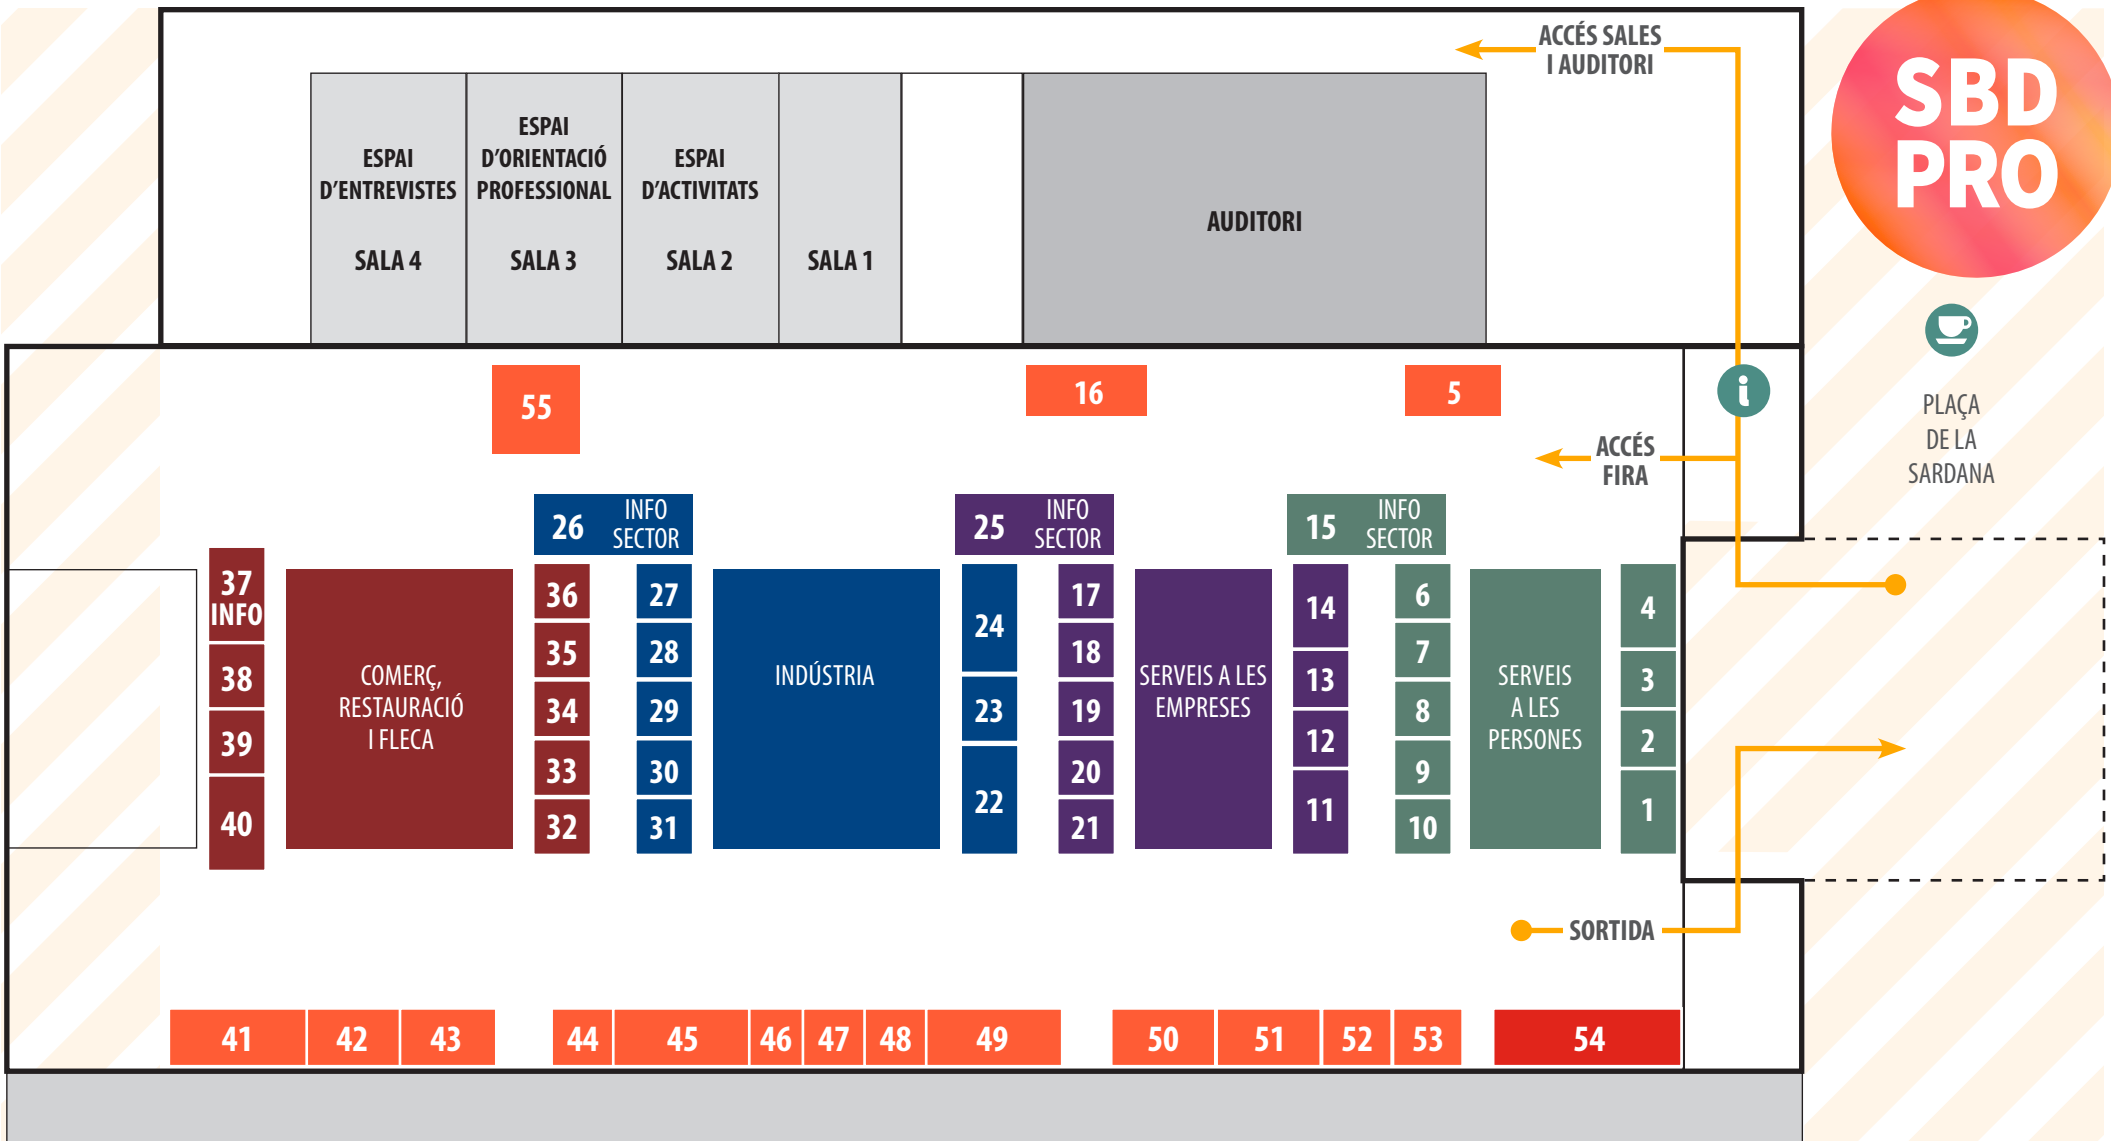 ACCÉS SALES
I AUDITORI
SBD
PRO
ESPAI
D'ENTREVISTES
SALA 4
ESPAI
D'ORIENTACIÓ
PROFESSIONAL
SALA 3
ESPAI
D'ACTIVITATS
SALA 2
SALA 1
AUDITORI
55
16
5
i
PLAÇA
DE LA
SARDANA
ACCÉS
FIRA
26
INFO
SECTOR
25
INFO
SECTOR
15
INFO
SECTOR
37
INFO
38
39
40
COMERÇ,
RESTAURACIÓ
I FLECA
36
35
34
33
32
27
28
29
30
31
INDÚSTRIA
24
23
22
17
18
19
20
21
SERVEIS A LES
EMPRESES
14
13
12
11
6
7
8
9
10
SERVEIS
A LES
PERSONES
4
3
2
1
SORTIDA
41
42
43
44
45
46
47
48
49
50
51
52
53
54